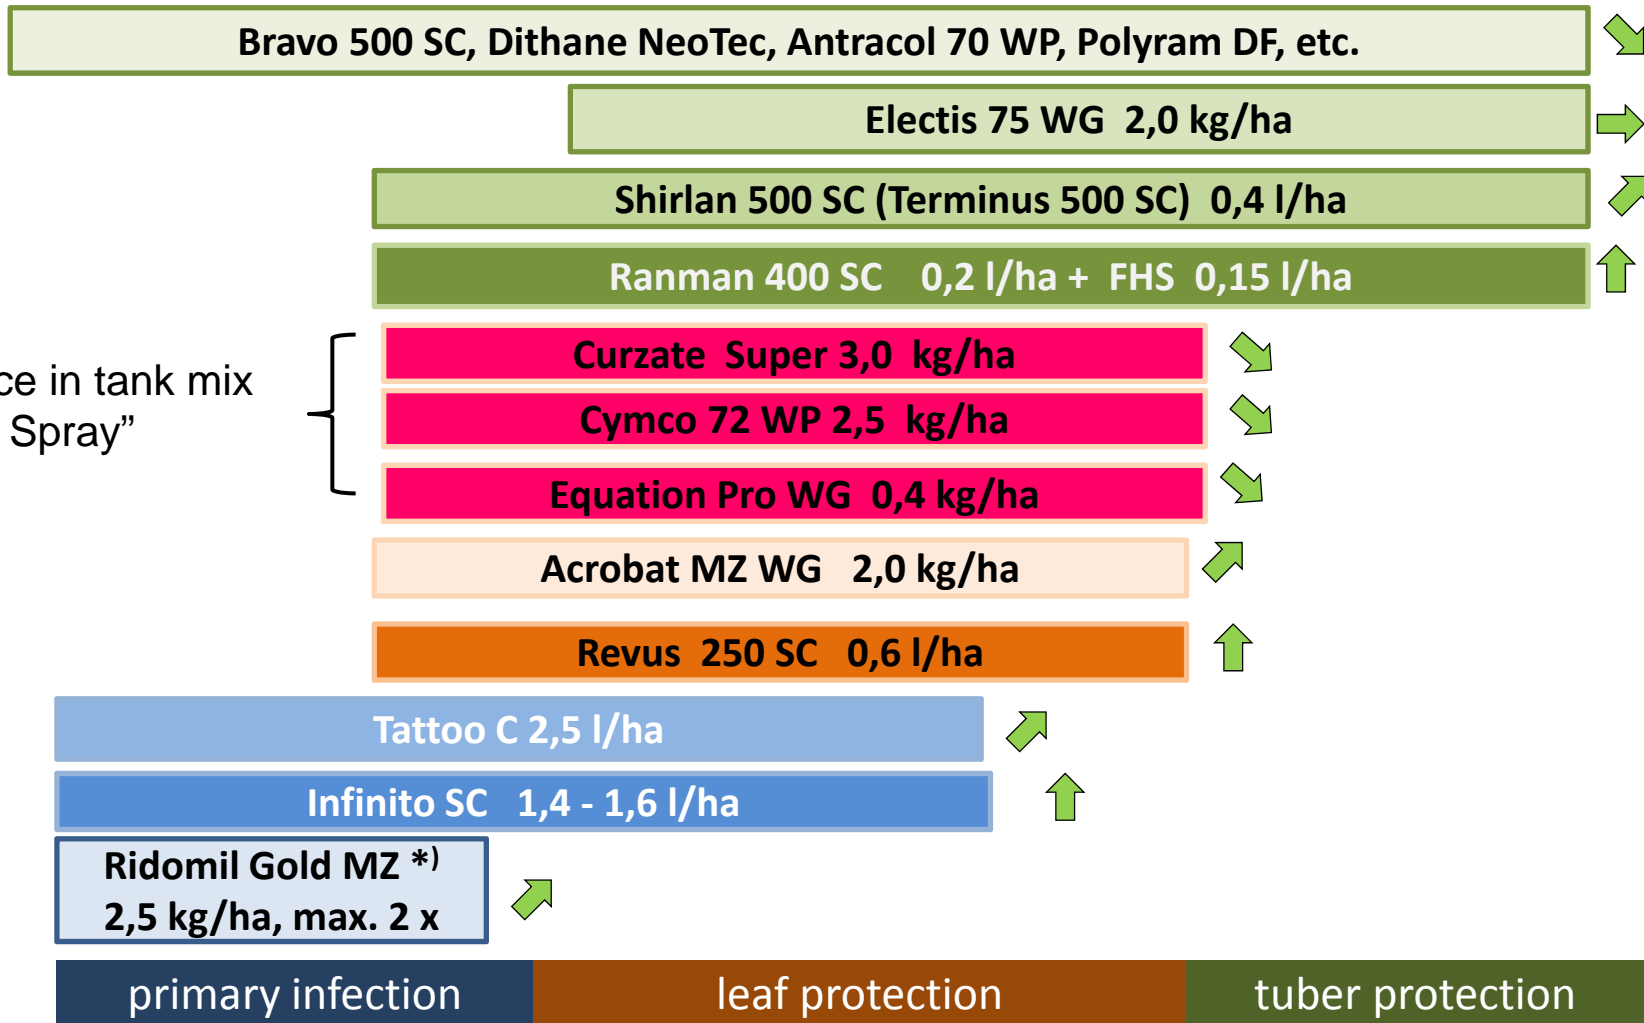 Bravo 500 SC, Dithane NeoTec, Antracol 70 WP, Polyram DF, etc.
Electis 75 WG 2,0 kg/ha
Shirlan 500 SC (Terminus 500 SC) 0,4 l/ha
Ranman 400 SC 0,2 l/ha + FHS 0,15 l/ha
Curzate Super 3,0 kg/ha
in tank mix
Spray”
Cymco 72 WP 2,5 kg/ha
Equation Pro WG 0,4 kg/ha
Acrobat MZ WG 2,0 kg/ha
Revus 250 SC 0,6 l/ha
Tattoo C 2,5 l/ha
Infinito SC 1,4 - 1,6 l/ha
Ridomil Gold MZ *)
2,5 kg/ha, max. 2 x
primary infection leaf protection tuber protection